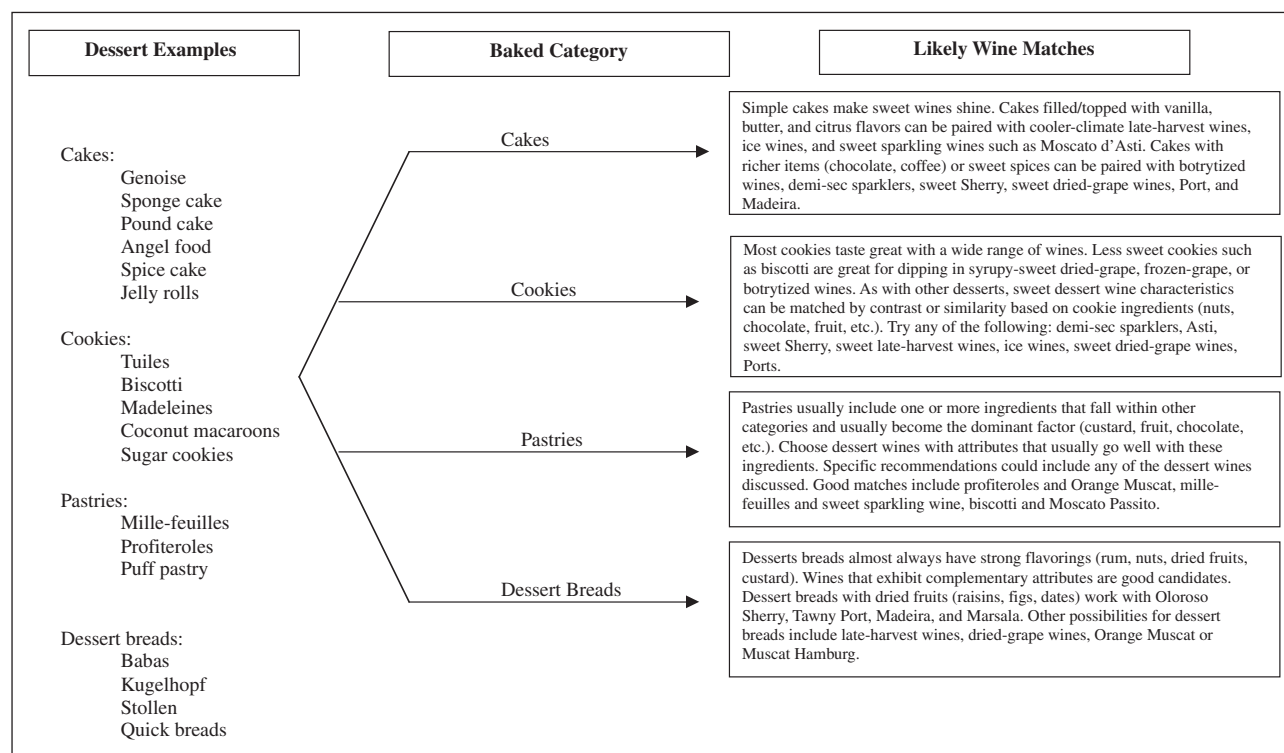 Dessert Examples
Baked Category
Likely Wine Matches
Cakes:
Genoise
Sponge cake
Pound cake
Angel food
Spice cake
Jelly rolls
Cookies:
Tuiles
Biscotti
Madeleines
Coconut macaroons
Sugar cookies
Pastries:
Mille-feuilles
Profiteroles
Puff pastry
Dessert breads:
Babas
Kugelhopf
Stollen
Quick breads
Cakes
Simple cakes make sweet wines shine. Cakes filled/topped with vanilla,
butter, and citrus flavors can be paired with cooler-climate late-harvest wines,
ice wines, and sweet sparkling wines such as Moscato d’Asti. Cakes with
richer items (chocolate, coffee) or sweet spices can be paired with botrytized
wines, demi-sec sparklers, sweet Sherry, sweet dried-grape wines, Port, and
Madeira.
Cookies
Most cookies taste great with a wide range of wines. Less sweet cookies such
as biscotti are great for dipping in syrupy-sweet dried-grape, frozen-grape, or
botrytized wines. As with other desserts, sweet dessert wine characteristics
can be matched by contrast or similarity based on cookie ingredients (nuts,
chocolate, fruit, etc.). Try any of the following: demi-sec sparklers, Asti,
sweet Sherry, sweet late-harvest wines, ice wines, sweet dried-grape wines,
Ports.
Pastries
Pastries usually include one or more ingredients that fall within other
categories and usually become the dominant factor (custard, fruit, chocolate,
etc.). Choose dessert wines with attributes that usually go well with these
ingredients. Specific recommendations could include any of the dessert wines
discussed. Good matches include profiteroles and Orange Muscat, mille-
feuilles and sweet sparkling wine, biscotti and Moscato Passito.
Dessert Breads
Desserts breads almost always have strong flavorings (rum, nuts, dried fruits,
custard). Wines that exhibit complementary attributes are good candidates.
Dessert breads with dried fruits (raisins, figs, dates) work with Oloroso
Sherry, Tawny Port, Madeira, and Marsala. Other possibilities for dessert
breads include late-harvest wines, dried-grape wines, Orange Muscat or
Muscat Hamburg.